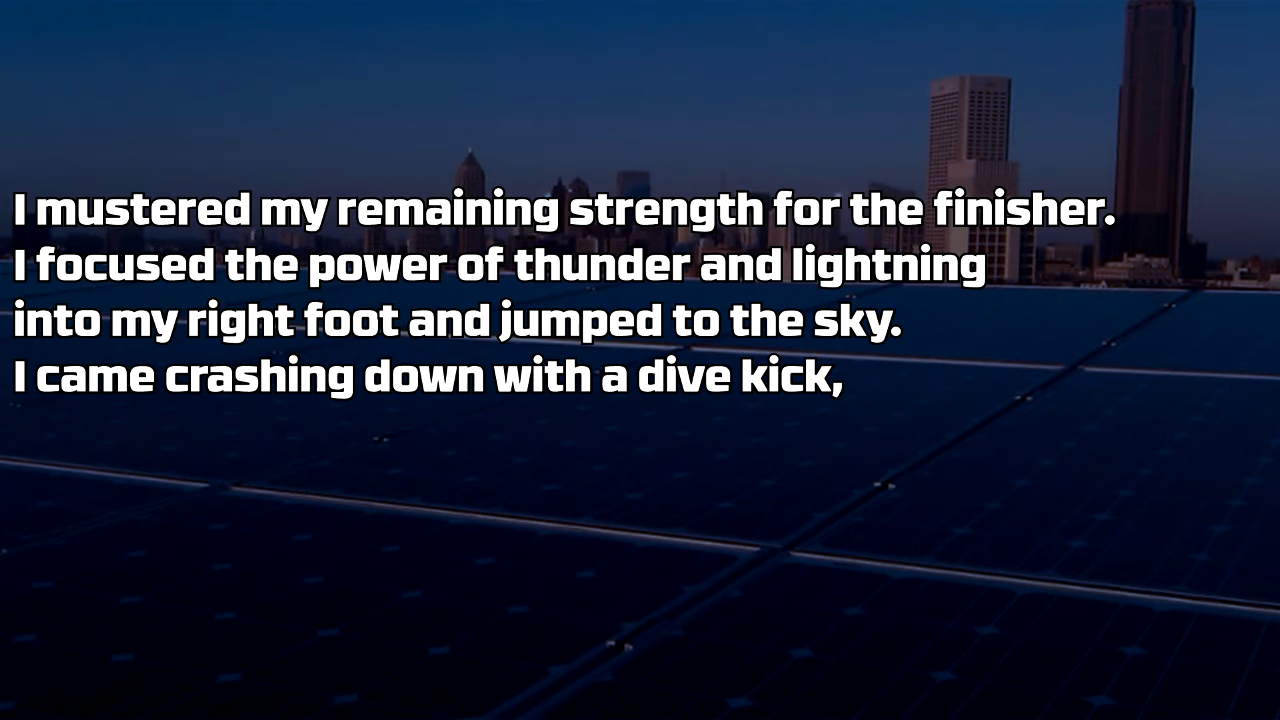 I mustered my remaining strength for the finisher.
I focused the power of thunder and lightning
into my right foot and jumped to the sky.
I came crashing down with a dive kick,